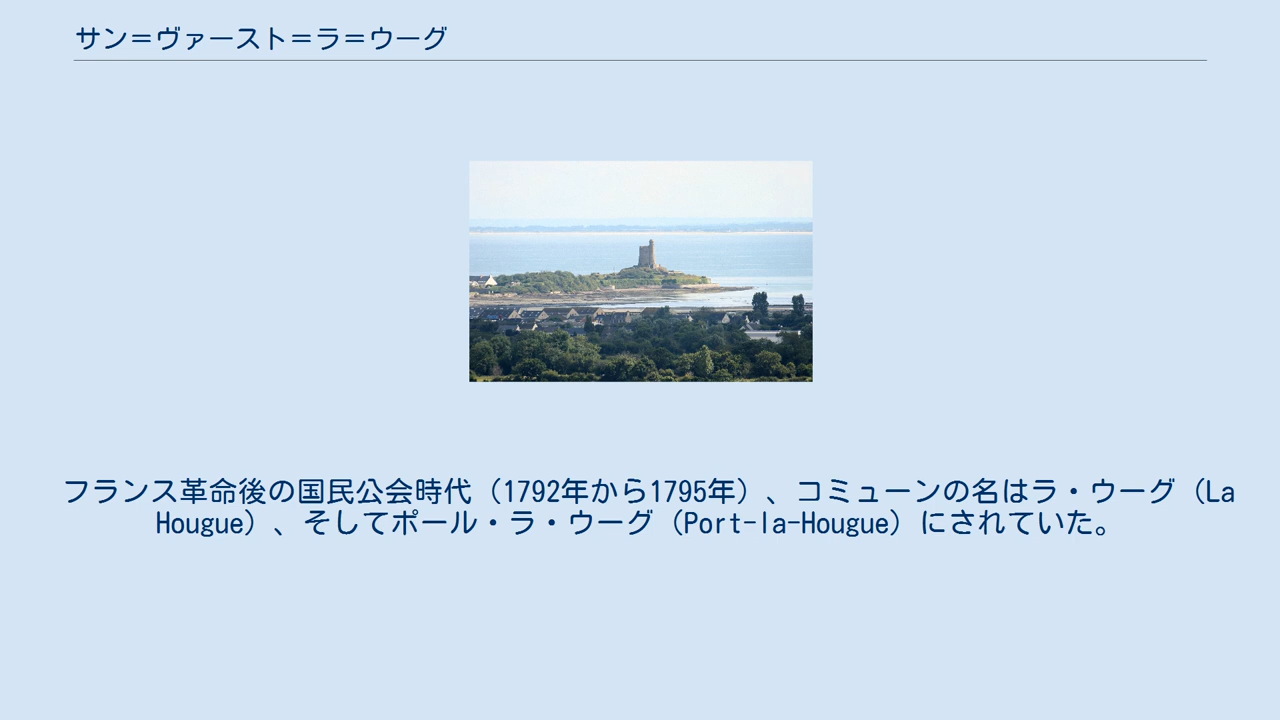 サン＝ヴァースト＝ラ＝ウーグ
フランス革命後の国民公会時代（1792年から1795年）、コミューンの名はラ・ウーグ（La
Hougue）、そしてポール・ラ・ウーグ（Port-la-Hougue）にされていた。